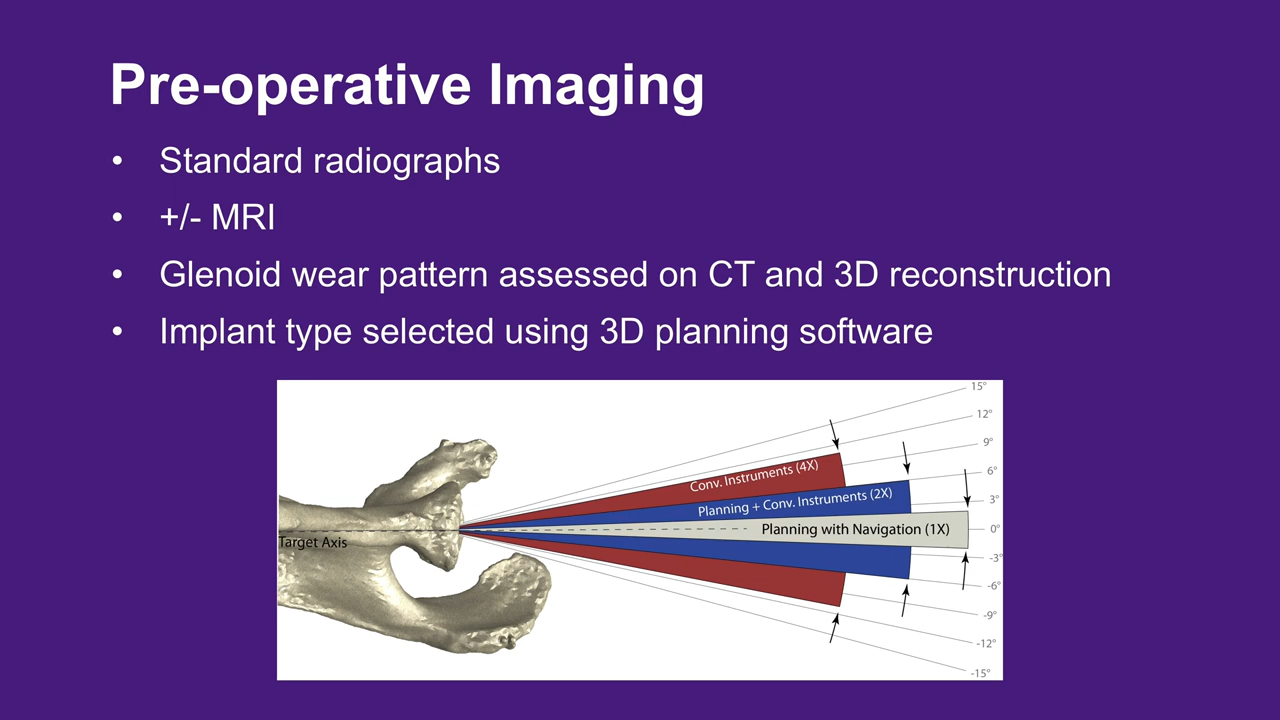 Pre-operative Imaging
• Standard radiographs
• +/- MRI
• Glenoid wear pattern assessed on CT and 3D reconstruction
• Implant type selected using 3D planning software
15°
12°
9°
Conv. Instruments (4X)
6°
Planning + Conv. Instruments (2X)
3°
Planning with Navigation (1X)
0°
Target Axis
-3°
-6°
-9°
-12°
-15°